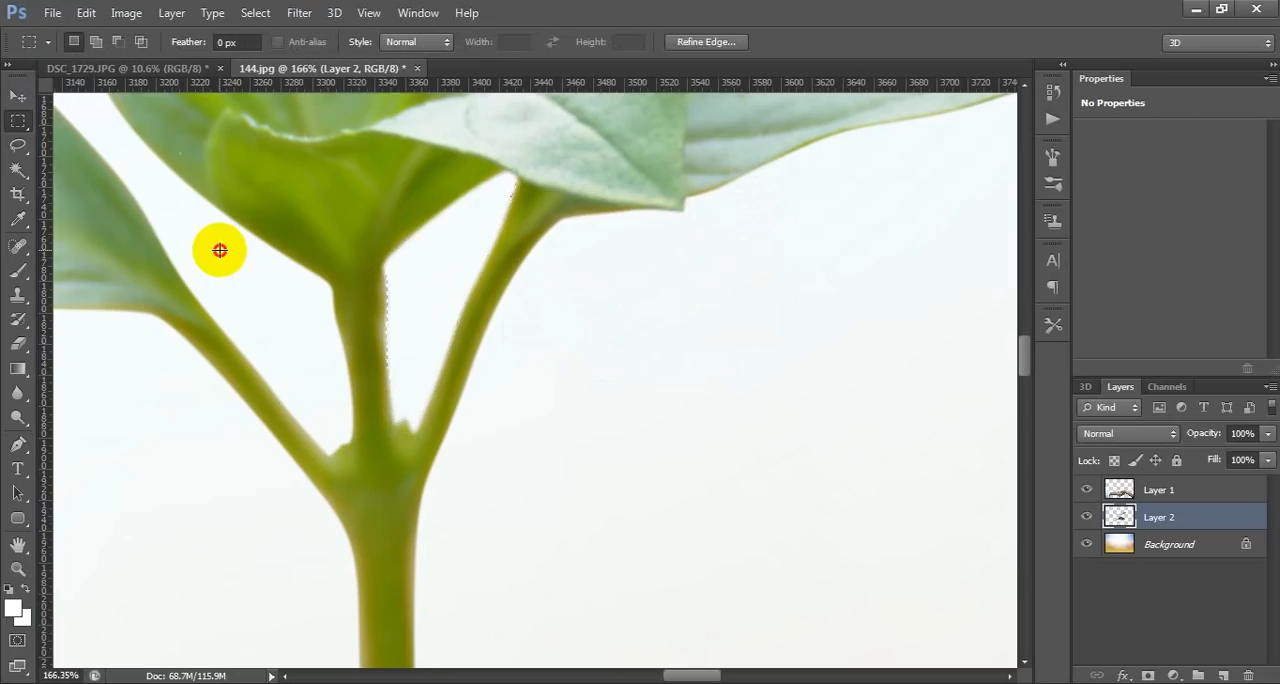 Ps File Edit Image Layer Type Select Filter 3D View Window Help
Feather: 0 px Anti-alias Style: Normal Width: Height: Refine Edge... 3D
DSC_1729.JPG @ 10.6% (RGB/8) * × 144.jpg @ 166% (Layer 2, RGB/8) * ×
3140 3160 3180 3200 3220 3240 3260 3280 3300 3320 3340 3360 3380 3400 3420 3440 3460 3480 3500 3520 3540 3560 3580 3600 3620 3640 3660 3680 3700 3720 374
Properties
No Properties
3D Layers Channels
Kind
Normal Opacity: 100%
Lock: Fill: 100%
Layer 1
Layer 2
Background
166.35% Doc: 68.7M/115.9M